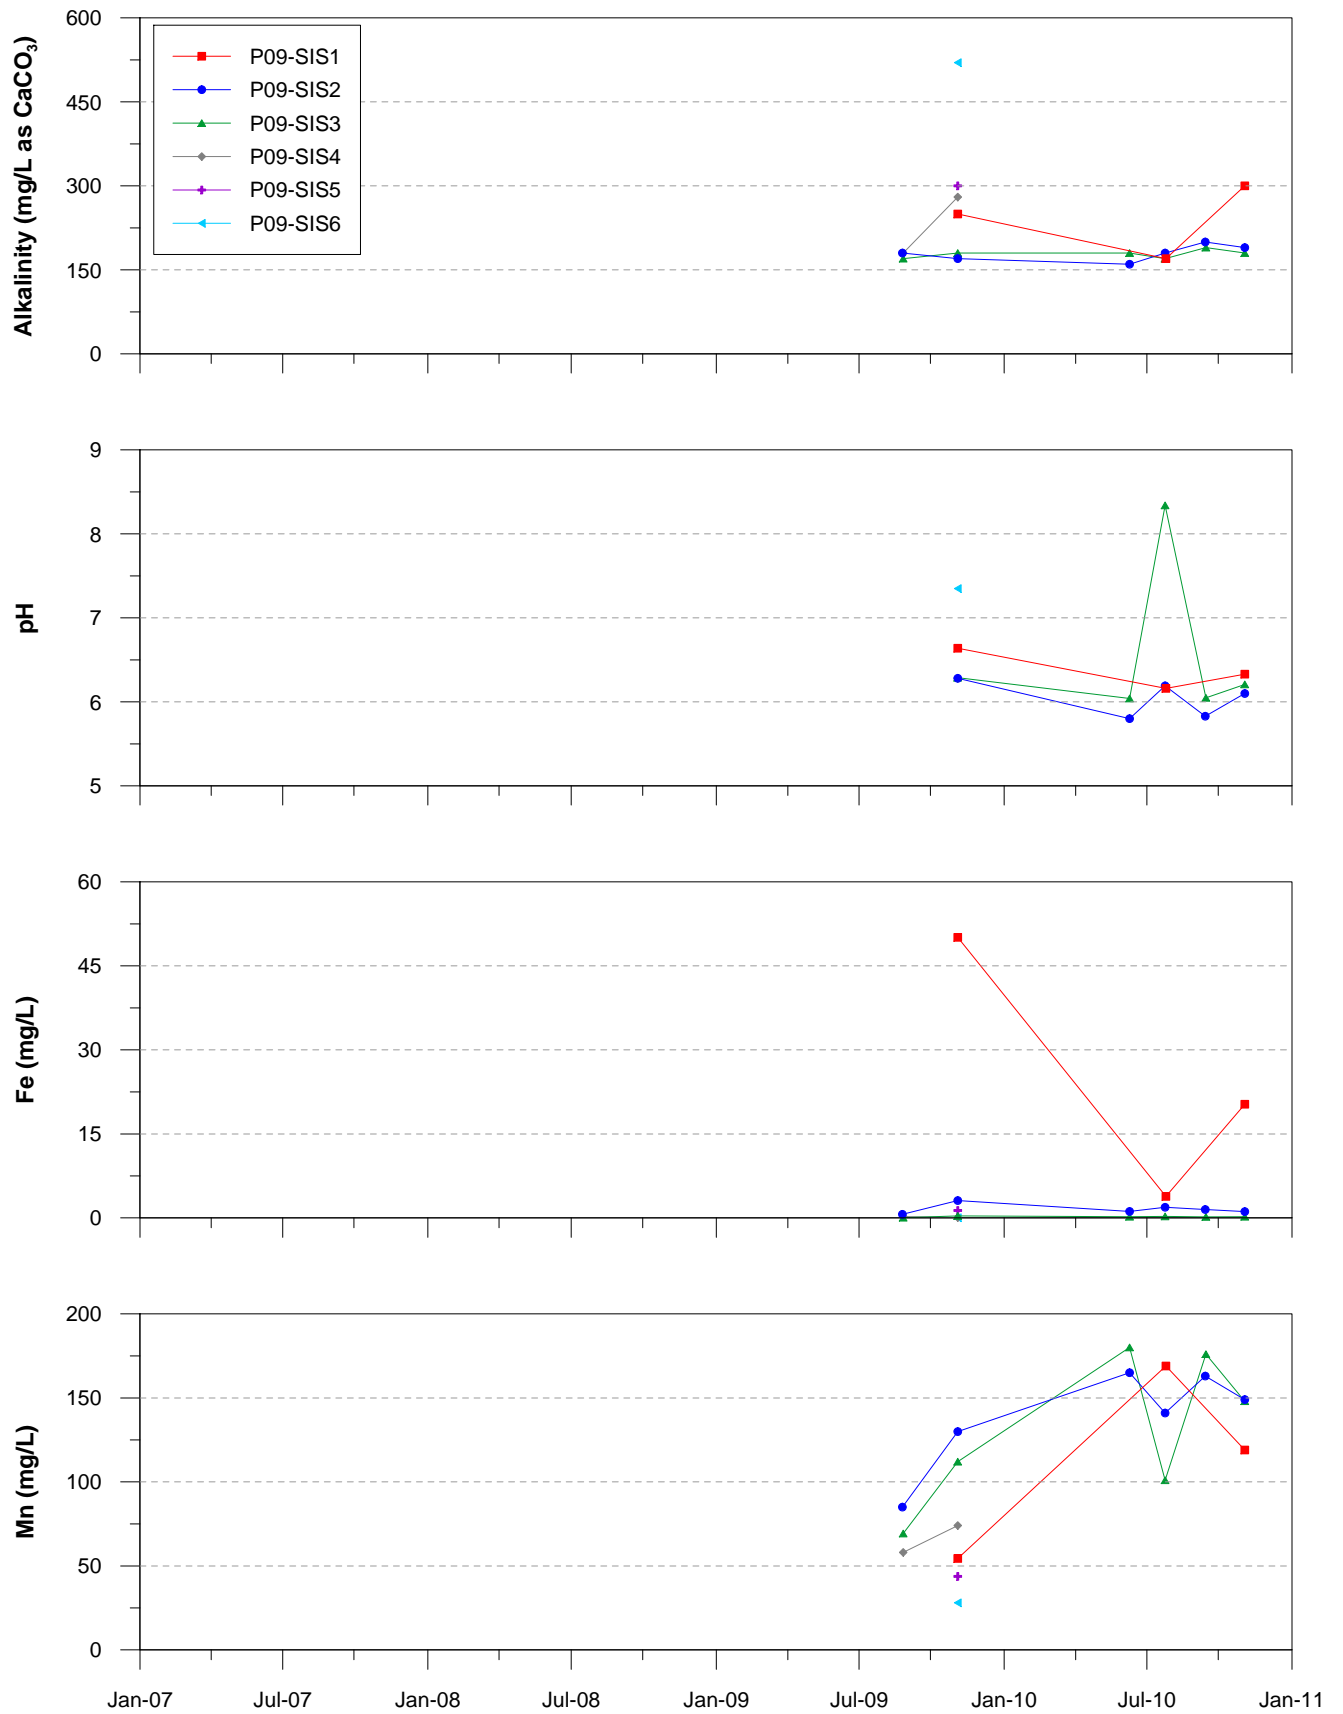 600
450
300
150
0
Alkalinity (mg/L as CaCO₃)
P09-SIS1
P09-SIS2
P09-SIS3
P09-SIS4
P09-SIS5
P09-SIS6
9
8
7
6
5
pH
60
45
30
15
0
Fe (mg/L)
200
150
100
50
0
Mn (mg/L)
Jan-07 Jul-07 Jan-08 Jul-08 Jan-09 Jul-09 Jan-10 Jul-10 Jan-11